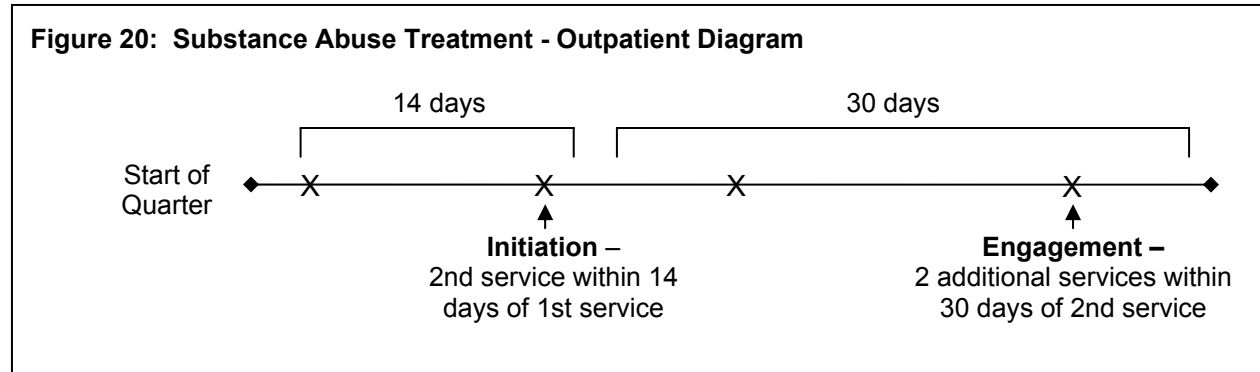 Figure 20: Substance Abuse Treatment - Outpatient Diagram
14 days
30 days
Start of
Quarter
X X X X
Initiation –
2nd service within 14
days of 1st service
Engagement –
2 additional services within
30 days of 2nd service